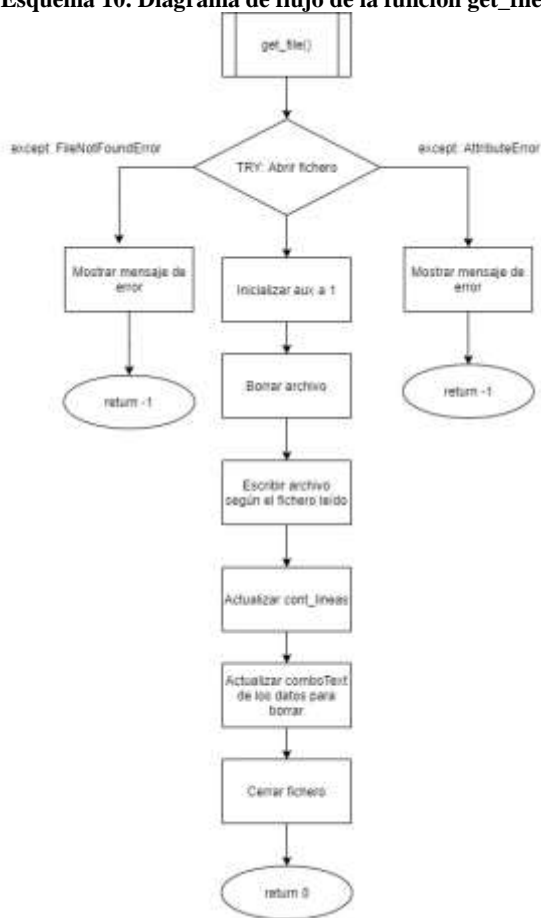 Esquema 10. Diagrama de flujo de la función get_file
get_file()
except: FileNotFoundError
except: AttributeError
TRY: Abrir fichero
Mostrar mensaje de
error
Inicializar aux a 1
Mostrar mensaje de
error
return -1
Borrar archivo
return -1
Escribir archivo
según el fichero leído
Actualizar cont_lineas
Actualizar comboText
de los datos para
borrar
Cerrar fichero
return 0